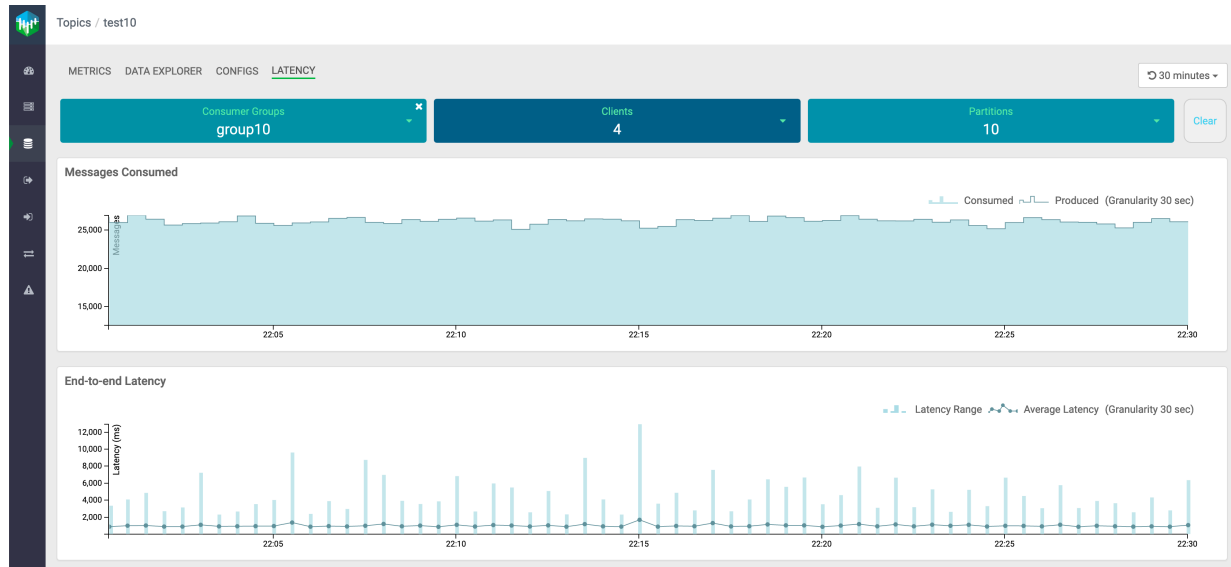 Topics / test10
METRICS DATA EXPLORER CONFIGS LATENCY
30 minutes
Consumer Groups
group10
Clients
4
Partitions
10
Clear
Messages Consumed
Consumed Produced (Granularity 30 sec)
Messages
25,000
20,000
15,000
22:05 22:10 22:15 22:20 22:25 22:30
End-to-end Latency
Latency Range Average Latency (Granularity 30 sec)
Latency (ms)
12,000
10,000
8,000
6,000
4,000
2,000
22:05 22:10 22:15 22:20 22:25 22:30